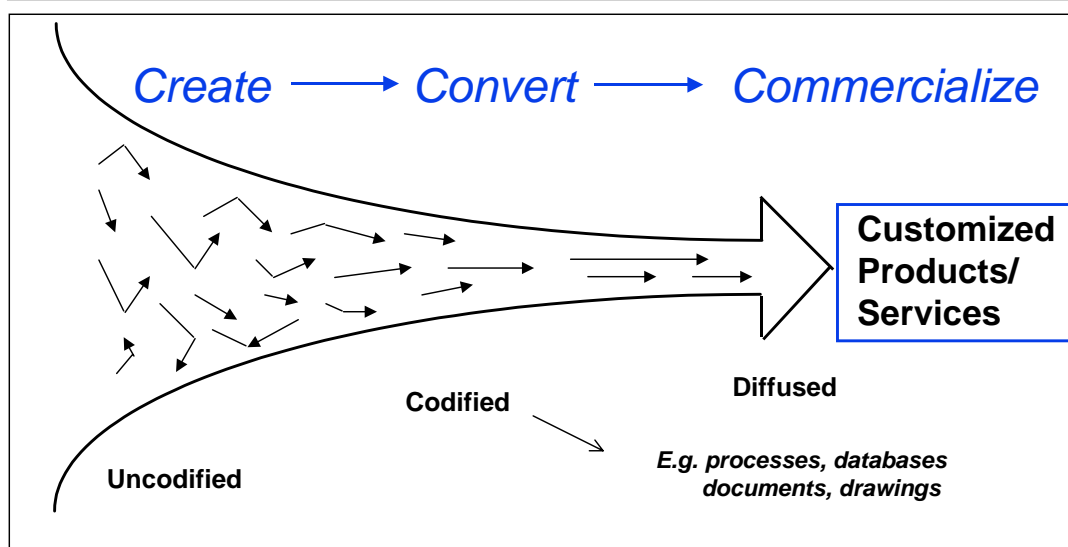 Create Convert Commercialize
Customized
Products/
Services
Diffused
Codified
E.g. processes, databases
documents, drawings
Uncodified